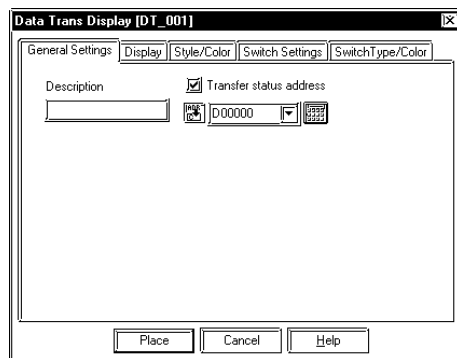 Data Trans Display [DT_001]
General Settings Display Style/Color Switch Settings SwitchType/Color
Description Transfer status address
D00000
Place Cancel Help